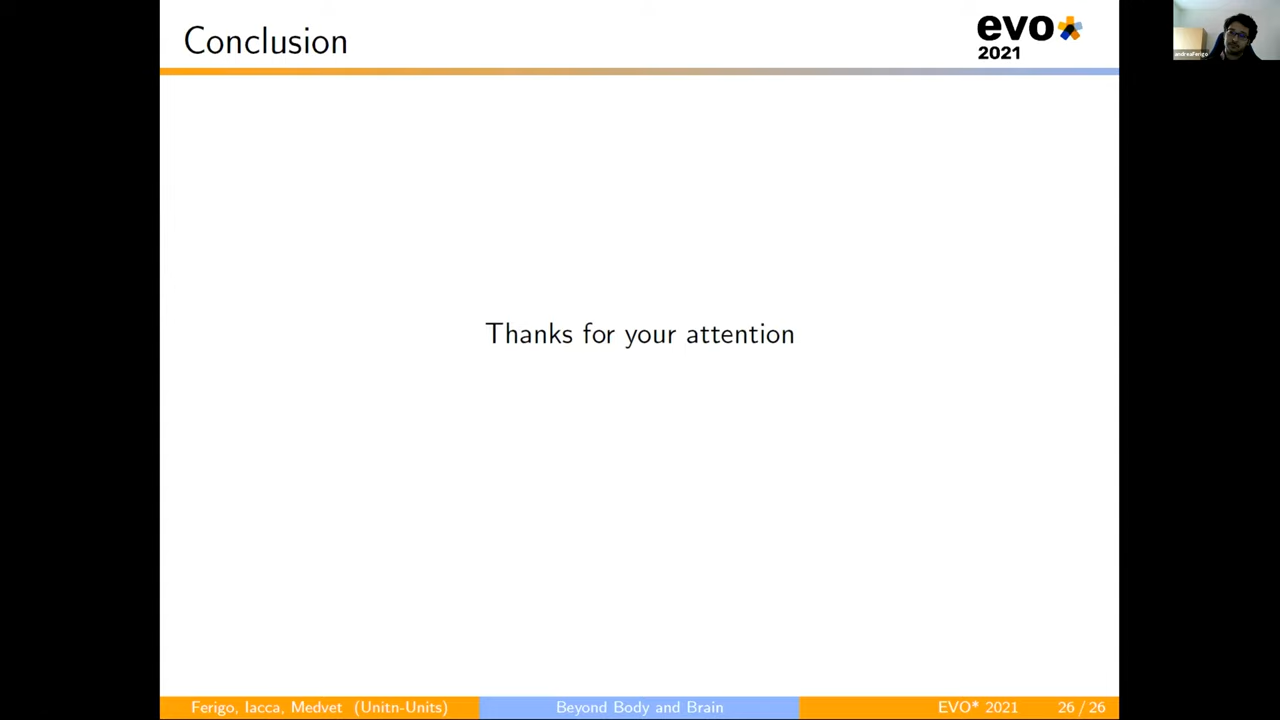 Conclusion
evo
2021
andreaFerigo
Thanks for your attention
Ferigo, Iacca, Medvet (Unitn-Units)
Beyond Body and Brain
EVO* 2021
26 / 26